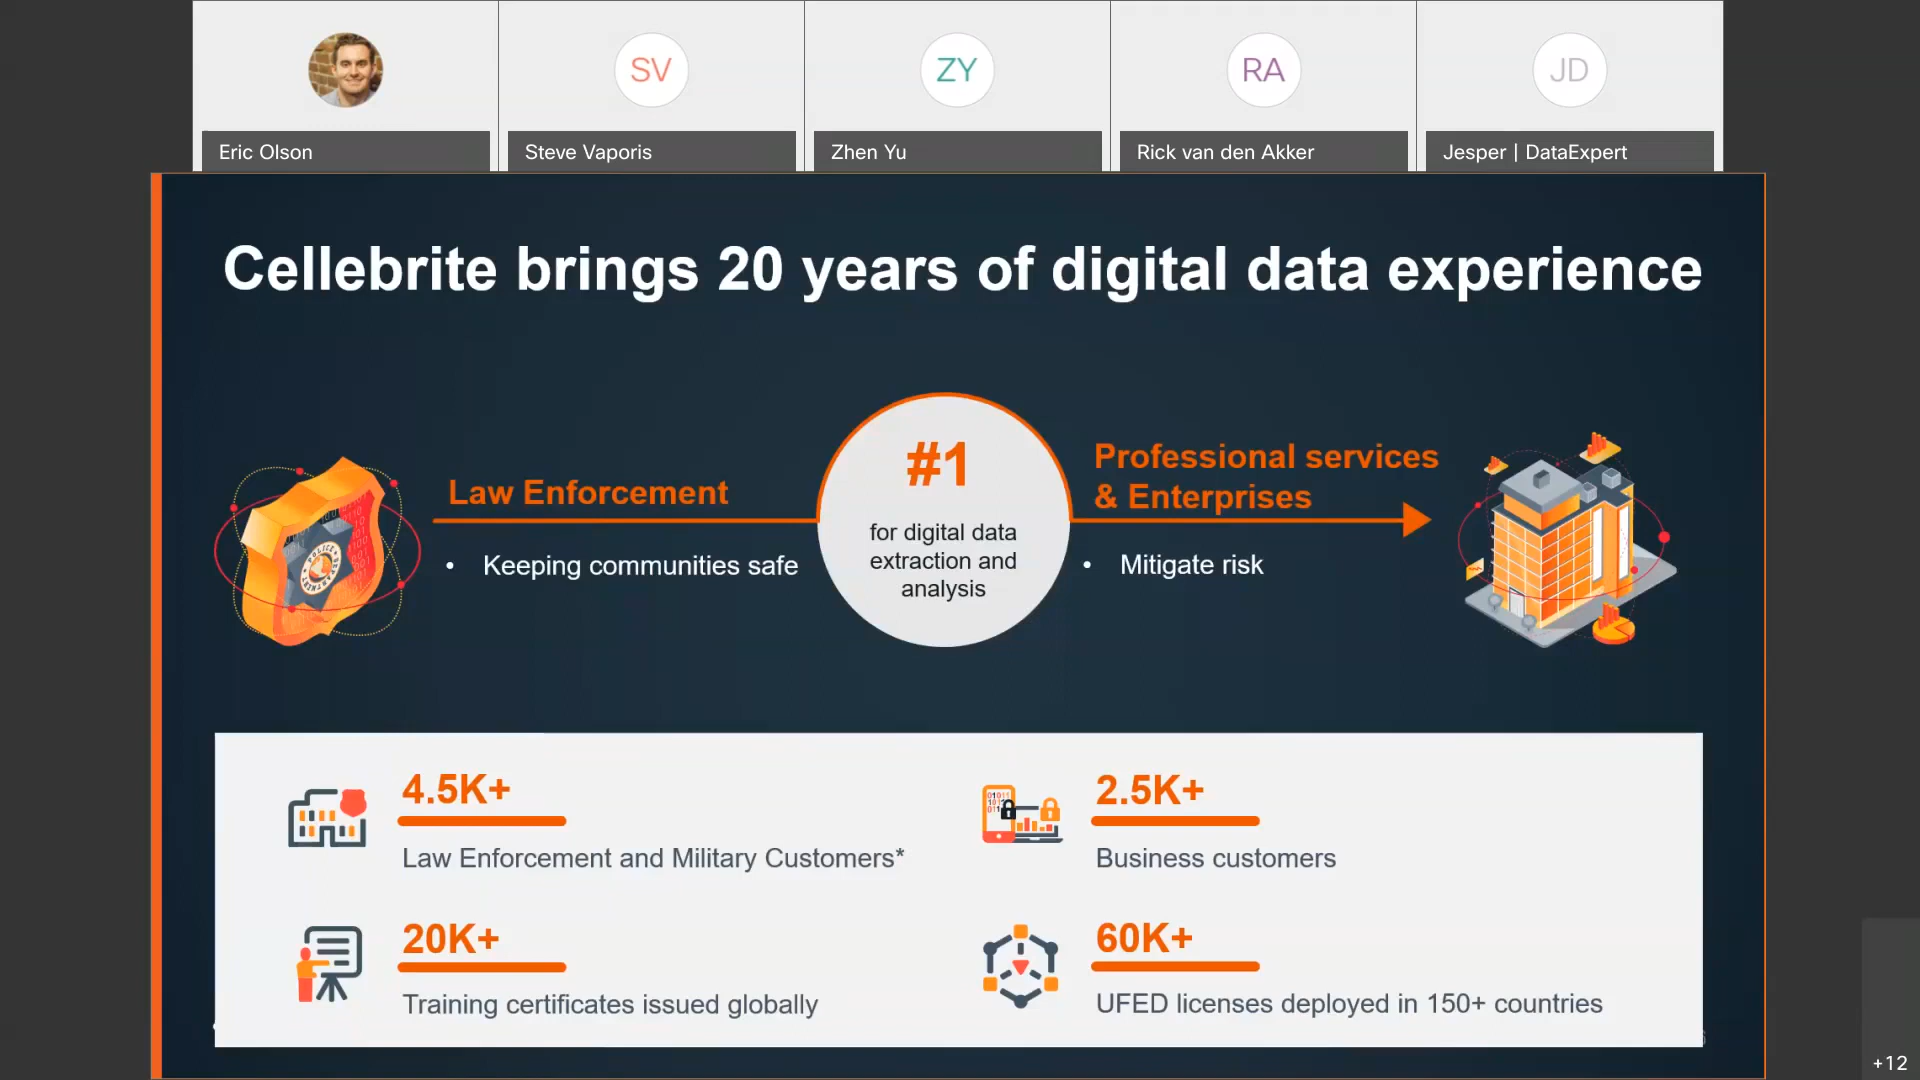 SV
ZY
RA
JD
Eric Olson
Steve Vaporis
Zhen Yu
Rick van den Akker
Jesper | DataExpert
Cellebrite brings 20 years of digital data experience
Law Enforcement
• Keeping communities safe
#1
for digital data
extraction and
analysis
Professional services
& Enterprises
• Mitigate risk
4.5K+
Law Enforcement and Military Customers*
2.5K+
Business customers
20K+
Training certificates issued globally
60K+
UFED licenses deployed in 150+ countries
+12